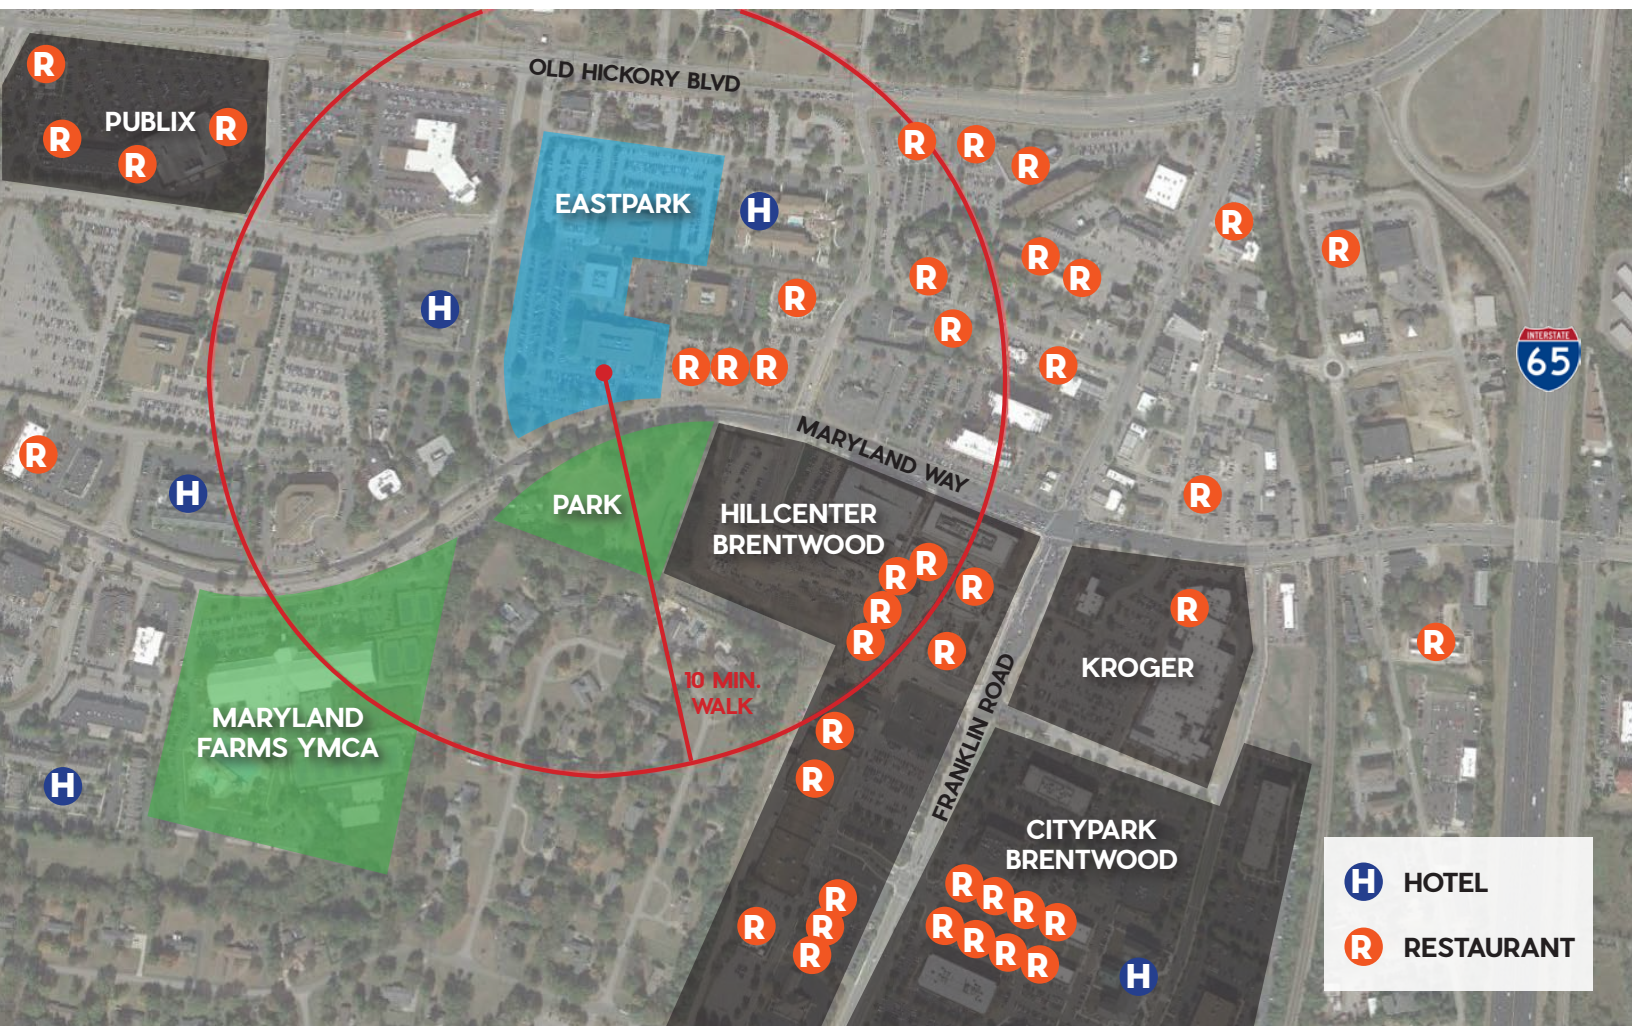 OLD HICKORY BLVD
R
PUBLIX
R
R
R
R
R
R
EASTPARK
H
R
R
R
R
R
R
H
R
R
R
R
R
R
INTERSTATE
65
MARYLAND WAY
R
H
R
PARK
HILLCENTER
BRENTWOOD
R
R
R
R
R
R
R
R
KROGER
FRANKLIN ROAD
10 MIN.
WALK
MARYLAND
FARMS YMCA
R
R
H
CITYPARK
BRENTWOOD
R
R
R
R
R
R
R
R
R
R
R
R
H
H HOTEL
R RESTAURANT